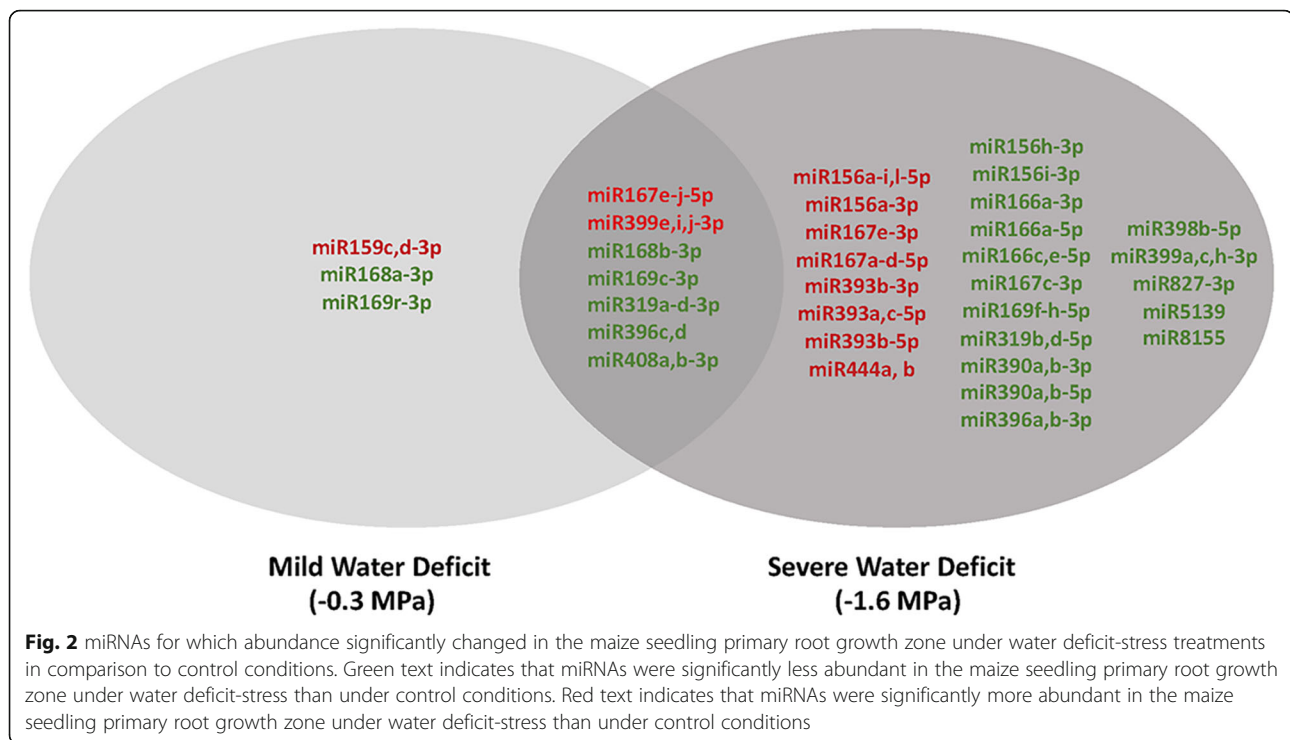 miR159c,d-3p
miR168a-3p
miR169r-3p
miR167e-j-5p
miR399e,i,j-3p
miR168b-3p
miR169c-3p
miR319a-d-3p
miR396c,d
miR408a,b-3p
miR156a-i,l-5p
miR156a-3p
miR167e-3p
miR167a-d-5p
miR393b-3p
miR393a,c-5p
miR393b-5p
miR444a, b
miR156h-3p
miR156i-3p
miR166a-3p
miR166a-5p
miR166c,e-5p
miR167c-3p
miR169f-h-5p
miR319b,d-5p
miR390a,b-3p
miR390a,b-5p
miR396a,b-3p
miR398b-5p
miR399a,c,h-3p
miR827-3p
miR5139
miR8155
Mild Water Deficit
(-0.3 MPa)
Severe Water Deficit
(-1.6 MPa)
Fig. 2 miRNAs for which abundance significantly changed in the maize seedling primary root growth zone under water deficit-stress treatments
in comparison to control conditions. Green text indicates that miRNAs were significantly less abundant in the maize seedling primary root growth
zone under water deficit-stress than under control conditions. Red text indicates that miRNAs were significantly more abundant in the maize
seedling primary root growth zone under water deficit-stress than under control conditions